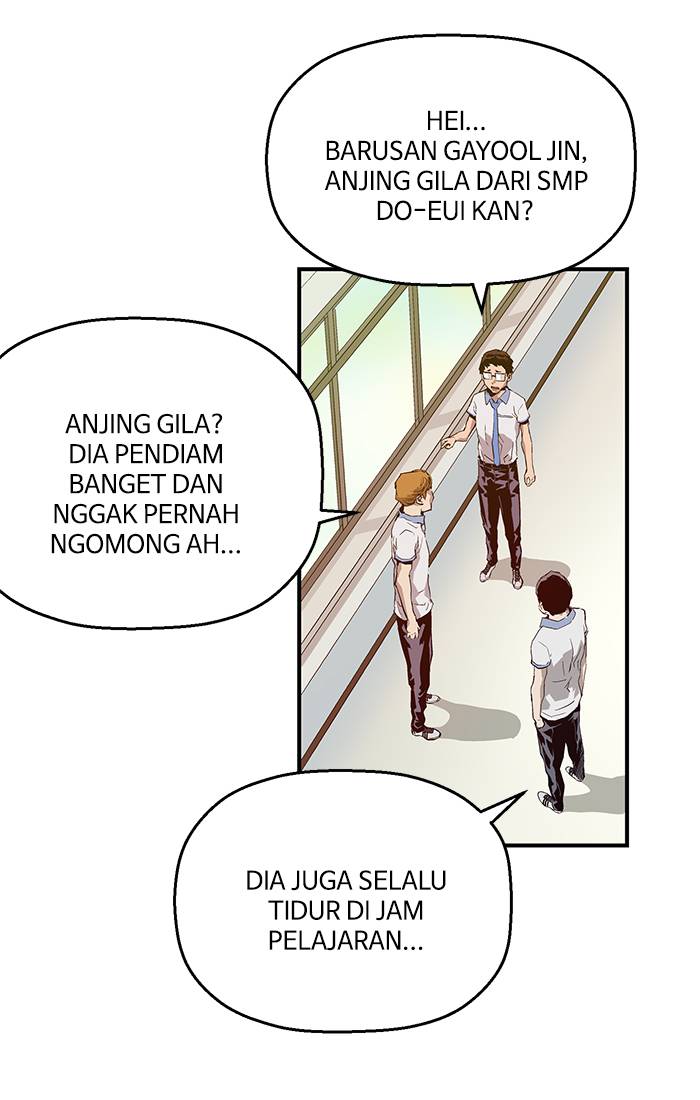 HEI...
BARUSAN GAYOOL JIN,
ANJING GILA DARI SMP
DO-EUI KAN?
ANJING GILA?
DIA PENDIAM
BANGET DAN
NGGAK PERNAH
NGOMONG AH...
DIA JUGA SELALU
TIDUR DI JAM
PELAJARAN...